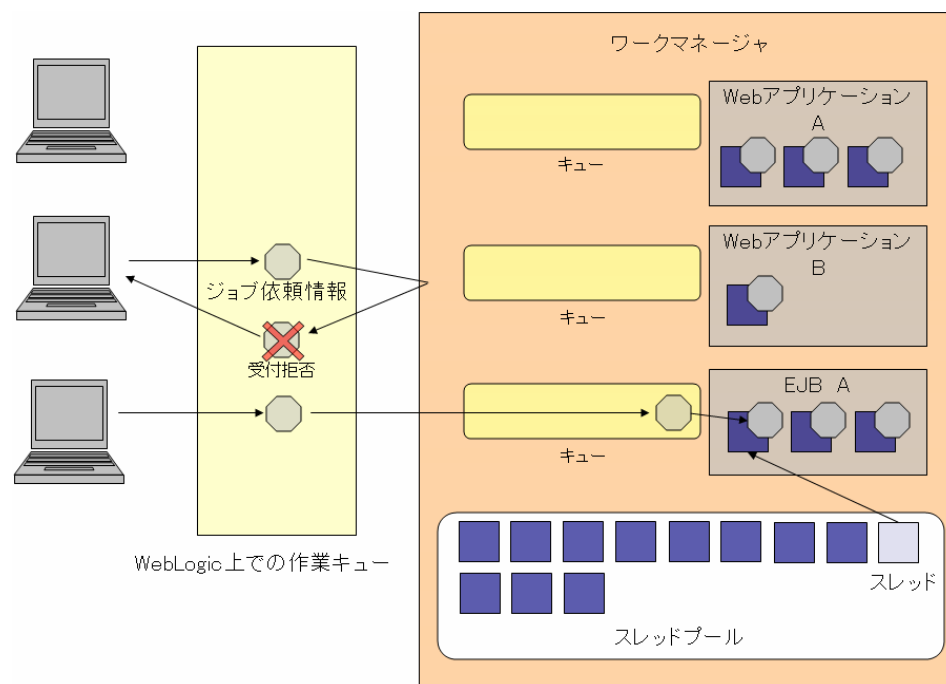 ワークマネージャ
Webアプリケーション
A
キュー
Webアプリケーション
B
キュー
ジョブ依頼情報
受付拒否
EJB A
キュー
WebLogic上での作業キュー
スレッド
スレッドプール